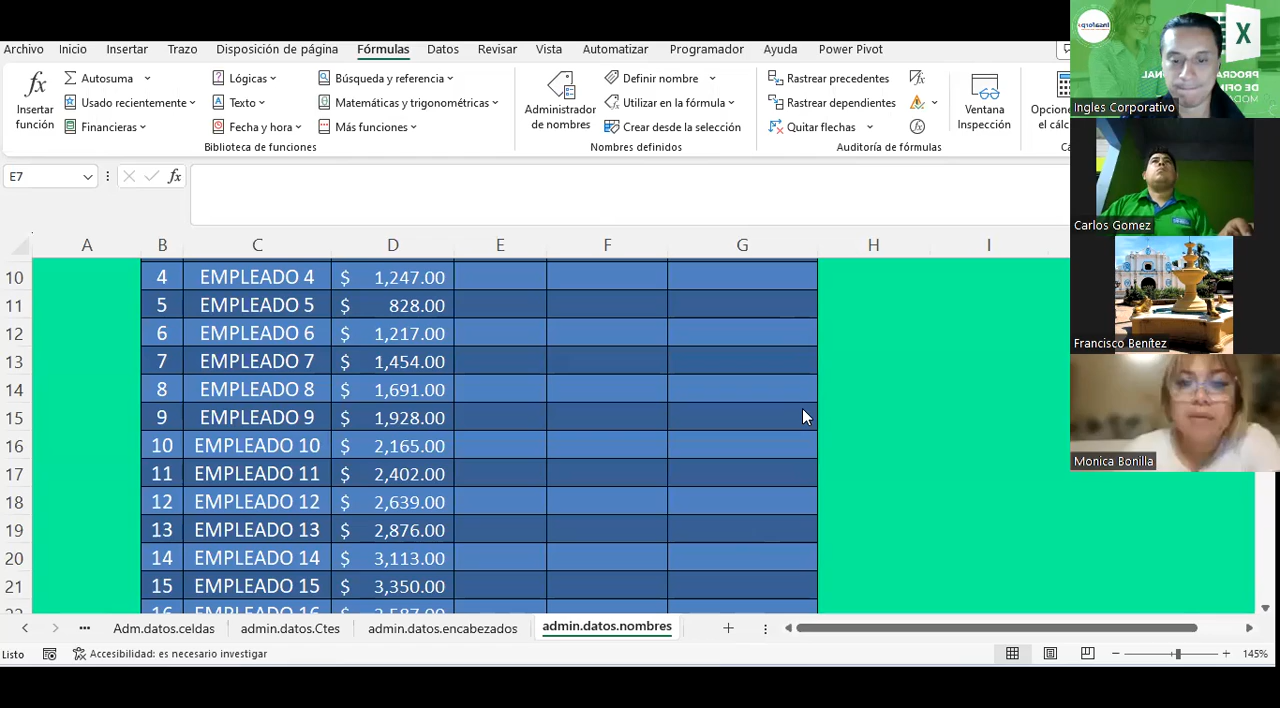 Archivo Inicio Insertar Trazo Disposición de página Fórmulas Datos Revisar Vista Automatizar Programador Ayuda Power Pivot
Insertar función
Autosuma
Usado recientemente
Financieras
Lógicas
Texto
Fecha y hora
Búsqueda y referencia
Matemáticas y trigonométricas
Más funciones
Biblioteca de funciones
Administrador de nombres
Definir nombre
Utilizar en la fórmula
Crear desde la selección
Nombres definidos
Rastrear precedentes
Rastrear dependientes
Quitar flechas
Auditoría de fórmulas
Ventana Inspección
E7
fx
A B C D E F G H I
10 4 EMPLEADO 4 $ 1,247.00
11 5 EMPLEADO 5 $ 828.00
12 6 EMPLEADO 6 $ 1,217.00
13 7 EMPLEADO 7 $ 1,454.00
14 8 EMPLEADO 8 $ 1,691.00
15 9 EMPLEADO 9 $ 1,928.00
16 10 EMPLEADO 10 $ 2,165.00
17 11 EMPLEADO 11 $ 2,402.00
18 12 EMPLEADO 12 $ 2,639.00
19 13 EMPLEADO 13 $ 2,876.00
20 14 EMPLEADO 14 $ 3,113.00
21 15 EMPLEADO 15 $ 3,350.00
Adm.datos.celdas admin.datos.Ctes admin.datos.encabezados admin.datos.nombres
Listo Accesibilidad: es necesario investigar 145%
Ingles Corporativo
Carlos Gomez
Francisco Benítez
Monica Bonilla